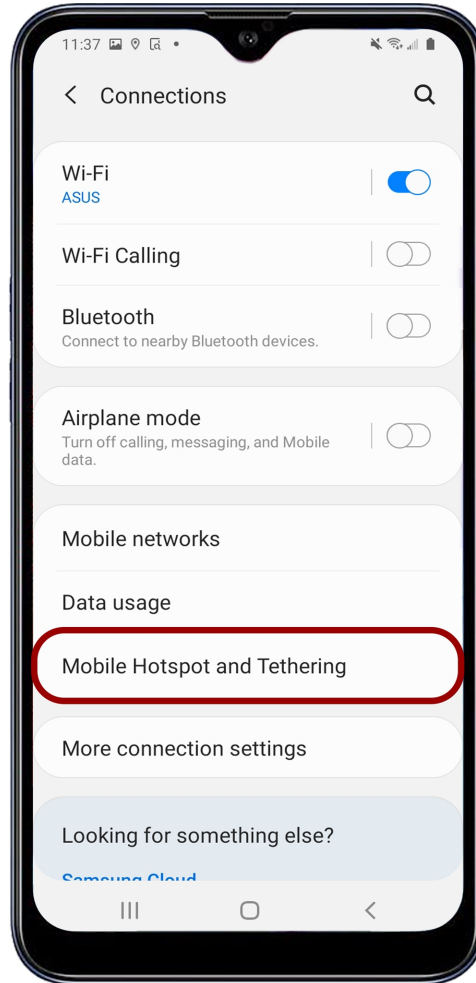 11:37
Connections
Wi-Fi
ASUS
Wi-Fi Calling
Bluetooth
Connect to nearby Bluetooth devices.
Airplane mode
Turn off calling, messaging, and Mobile
data.
Mobile networks
Data usage
Mobile Hotspot and Tethering
More connection settings
Looking for something else?
Samsung Cloud